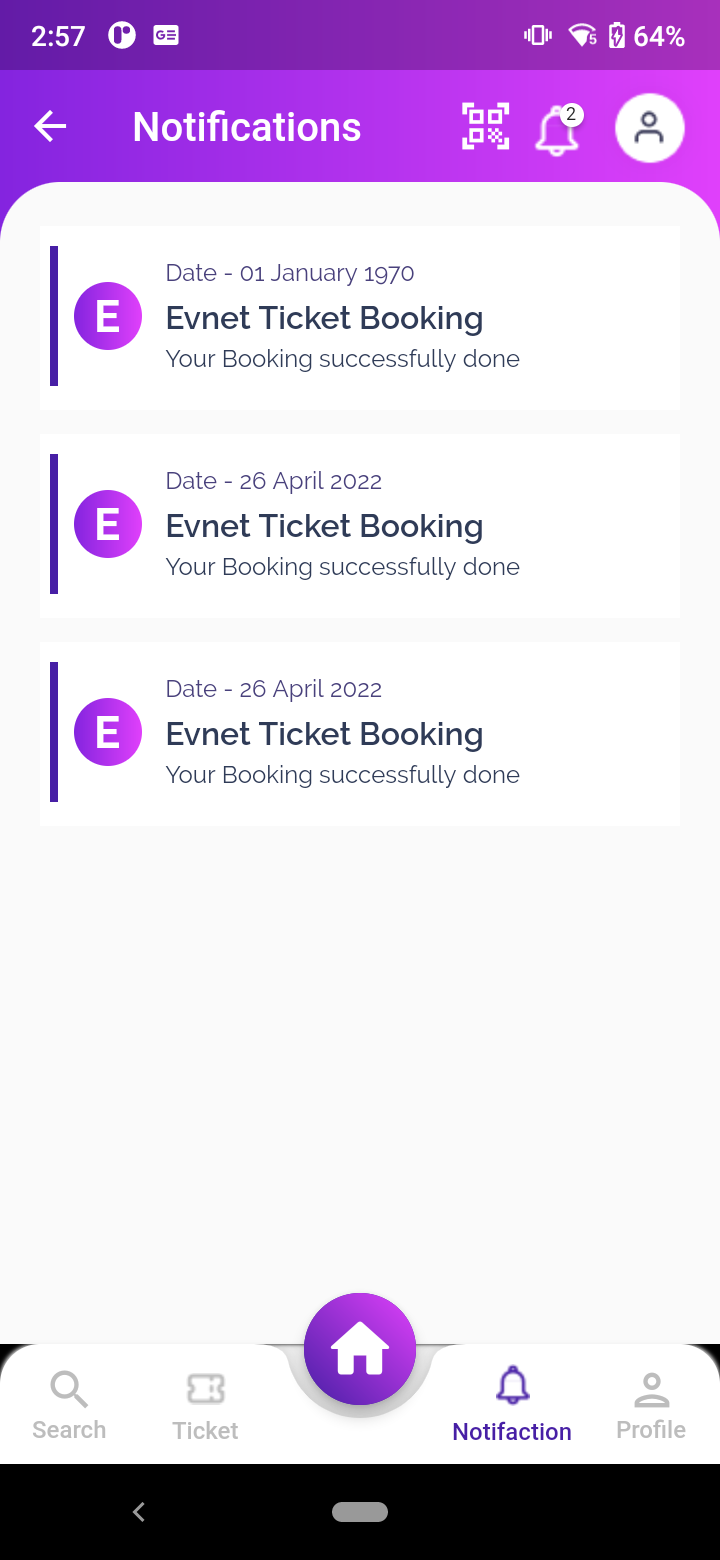 2:57
GE
5
64%
Notifications
2
Date - 01 January 1970
E
Evnet Ticket Booking
Your Booking successfully done
Date - 26 April 2022
E
Evnet Ticket Booking
Your Booking successfully done
Date - 26 April 2022
E
Evnet Ticket Booking
Your Booking successfully done
Search
Ticket
Notifaction
Profile